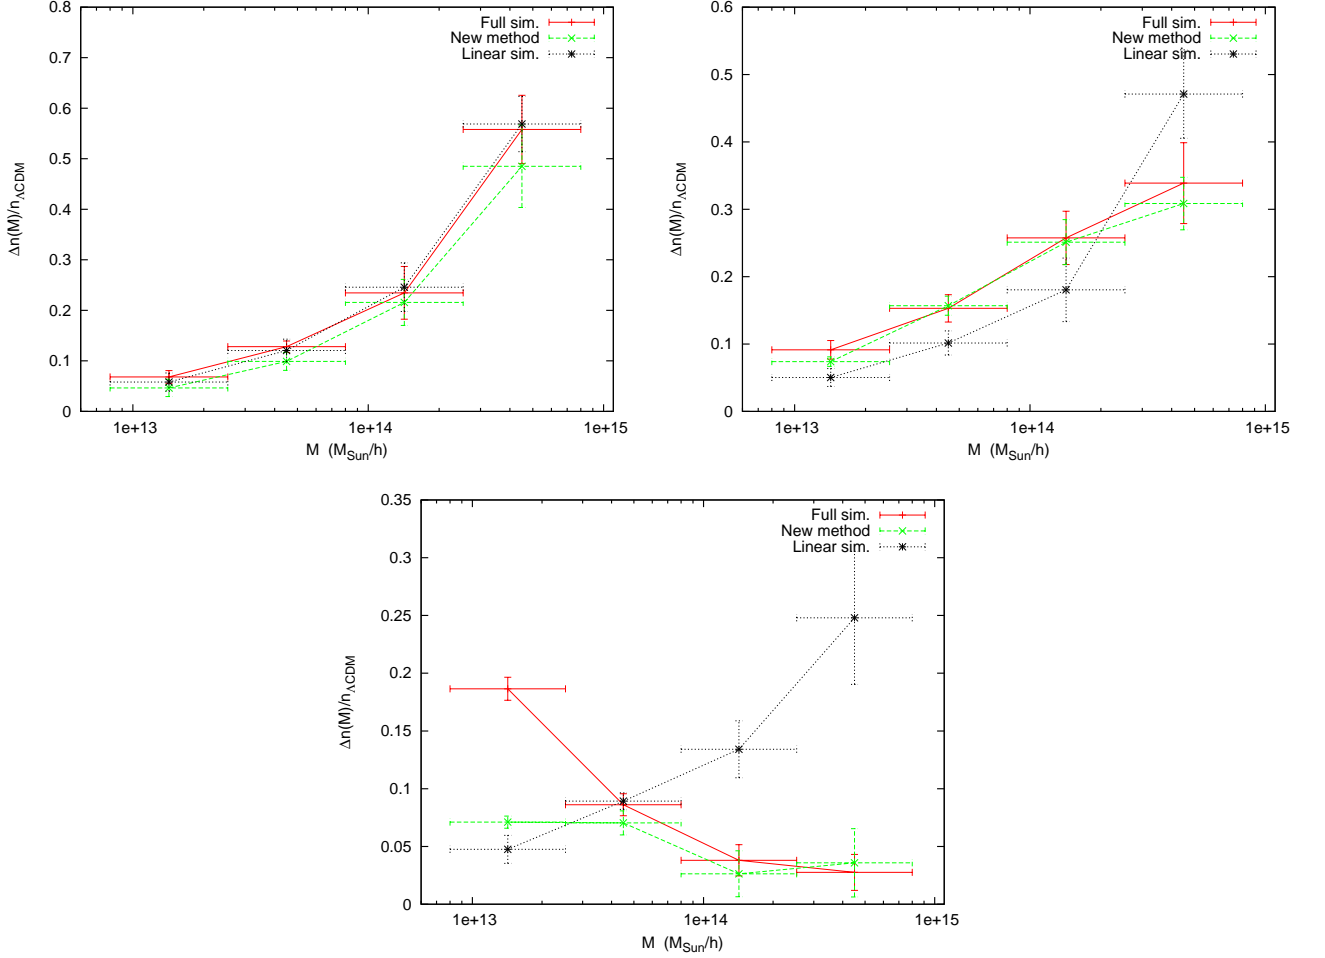 0.8
0.7
0.6
0.5
0.4
0.3
0.2
0.1
0
Δn(M)/nΛCDM
1e+13 1e+14 1e+15
M (MSun/h)
Full sim.
New method
Linear sim.
0.6
0.5
0.4
0.3
0.2
0.1
0
Δn(M)/nΛCDM
1e+13 1e+14 1e+15
M (MSun/h)
Full sim.
New method
Linear sim.
0.35
0.3
0.25
0.2
0.15
0.1
0.05
0
Δn(M)/nΛCDM
1e+13 1e+14 1e+15
M (MSun/h)
Full sim.
New method
Linear sim.